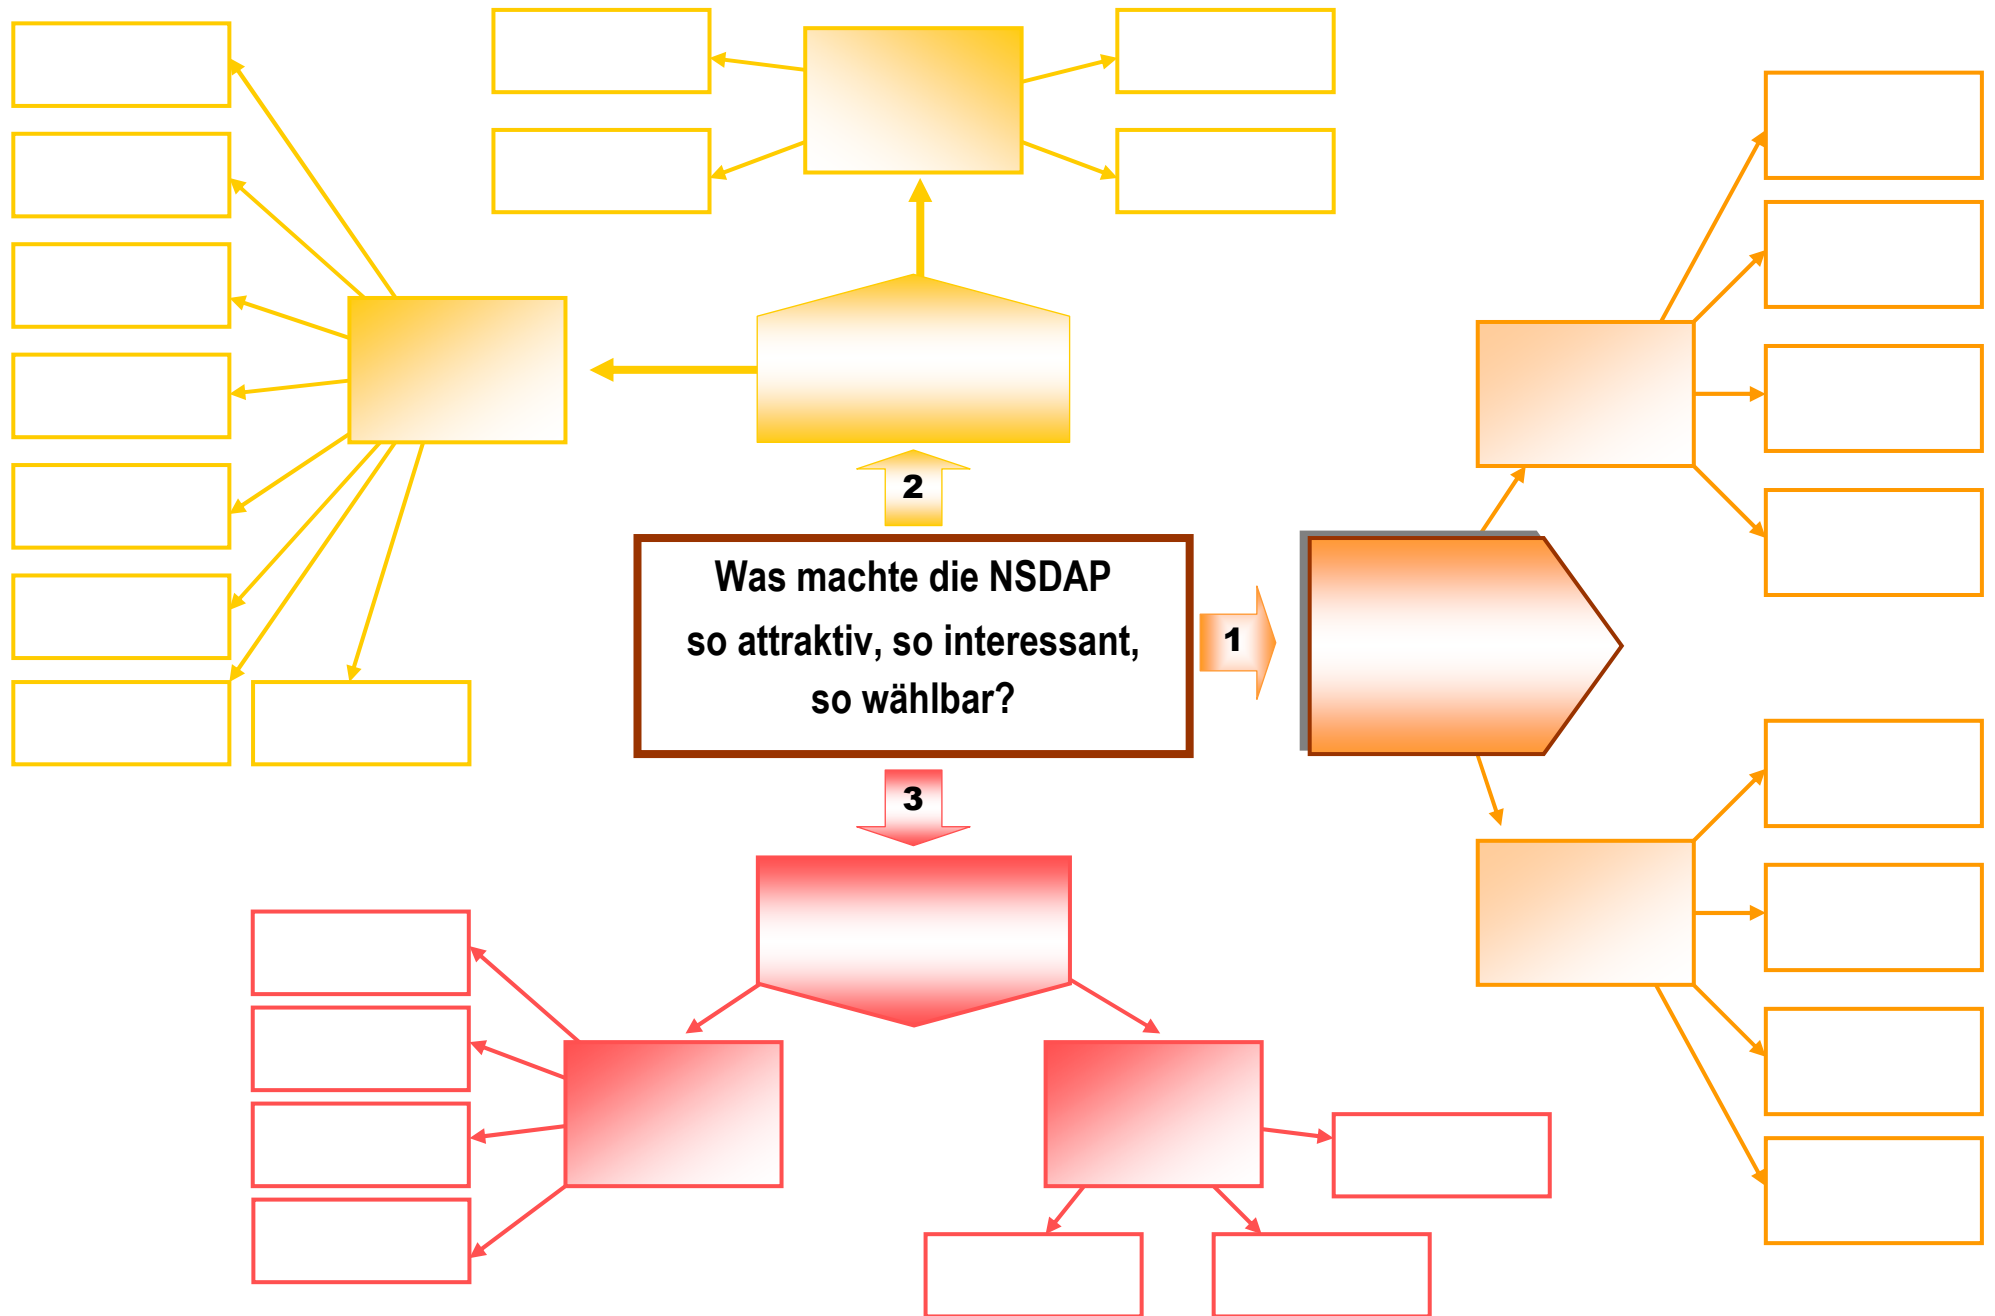 2
Was machte die NSDAP
so attraktiv, so interessant,
so wählbar?
1
3